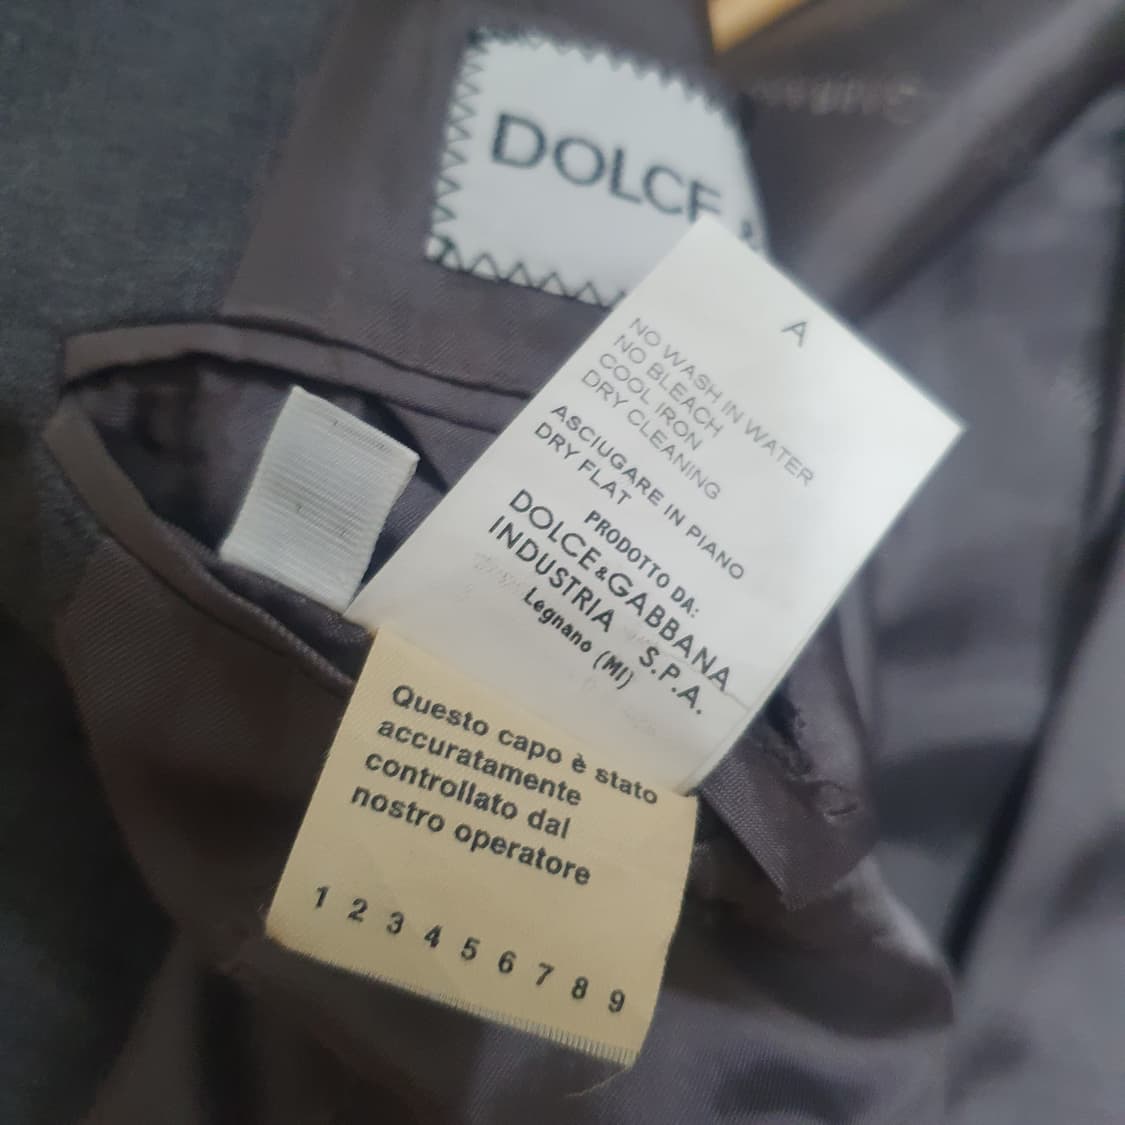 DOLCE &
A
NO WASH IN WATER
NO BLEACH
COOL IRON
DRY CLEANING
ASCIUGARE IN PIANO
DRY FLAT
PRODOTTO DA:
DOLCE&GABBANA
INDUSTRIA S.P.A.
Legnano (MI)
Questo capo è stato
accuratamente
controllato dal
nostro operatore
1 2 3 4 5 6 7 8 9